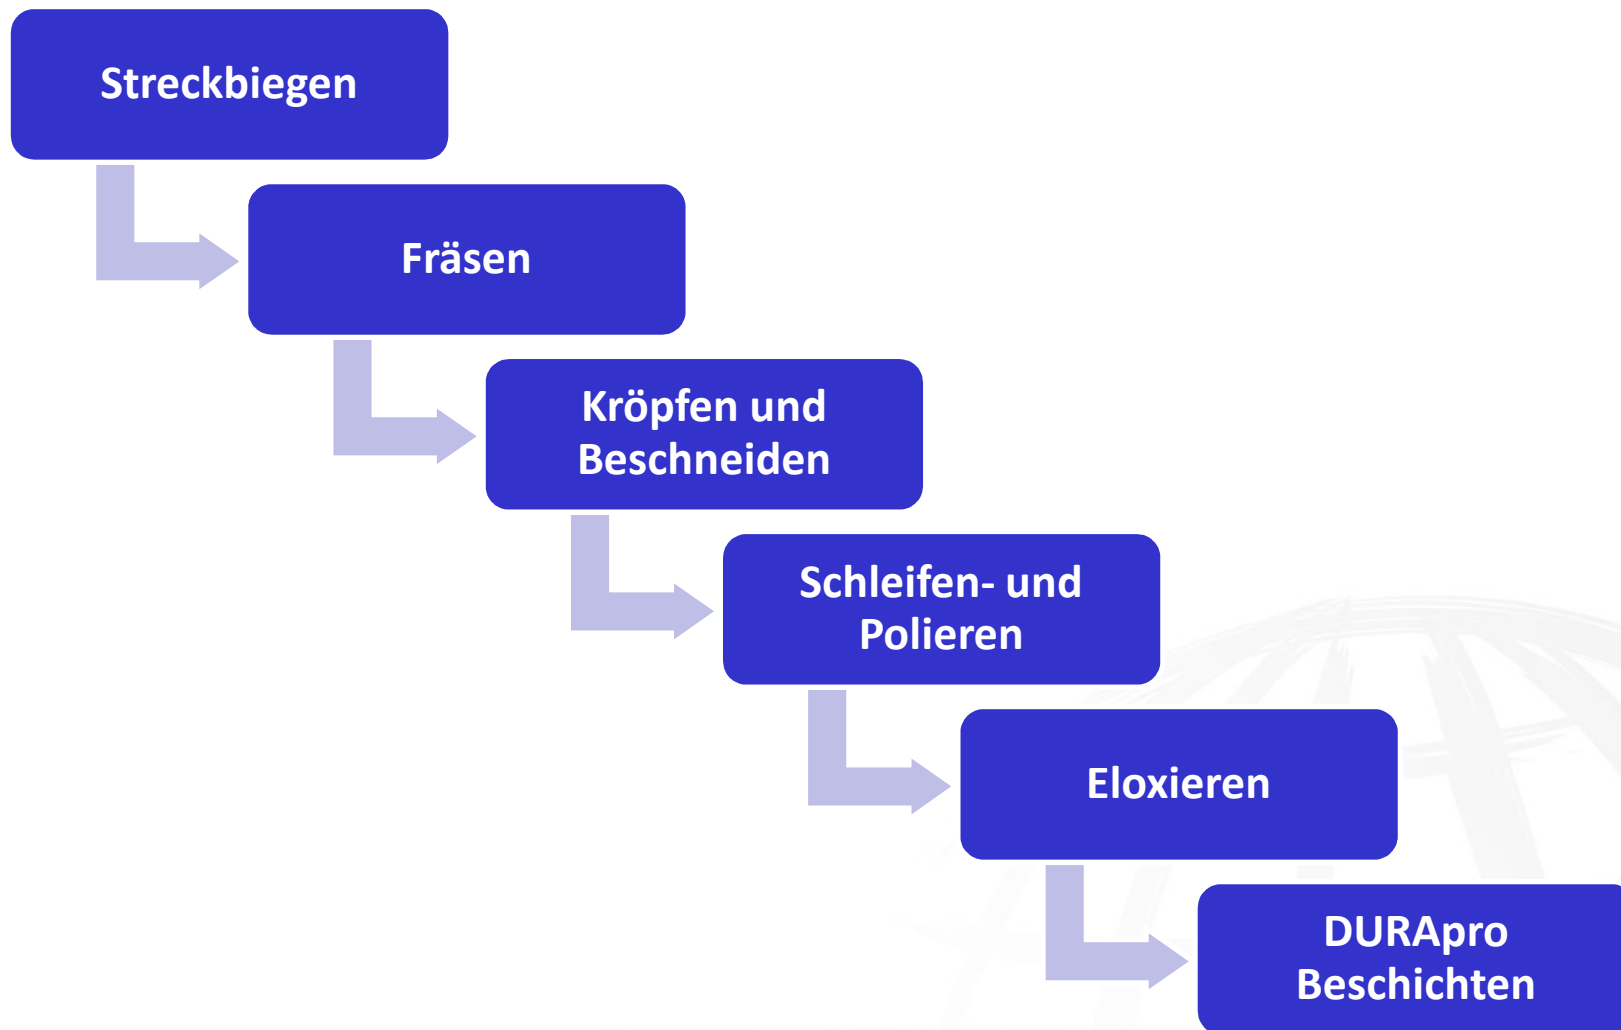 Streckbiegen
Fräsen
Kröpfen und
Beschneiden
Schleifen- und
Polieren
Eloxieren
DURApro
Beschichten